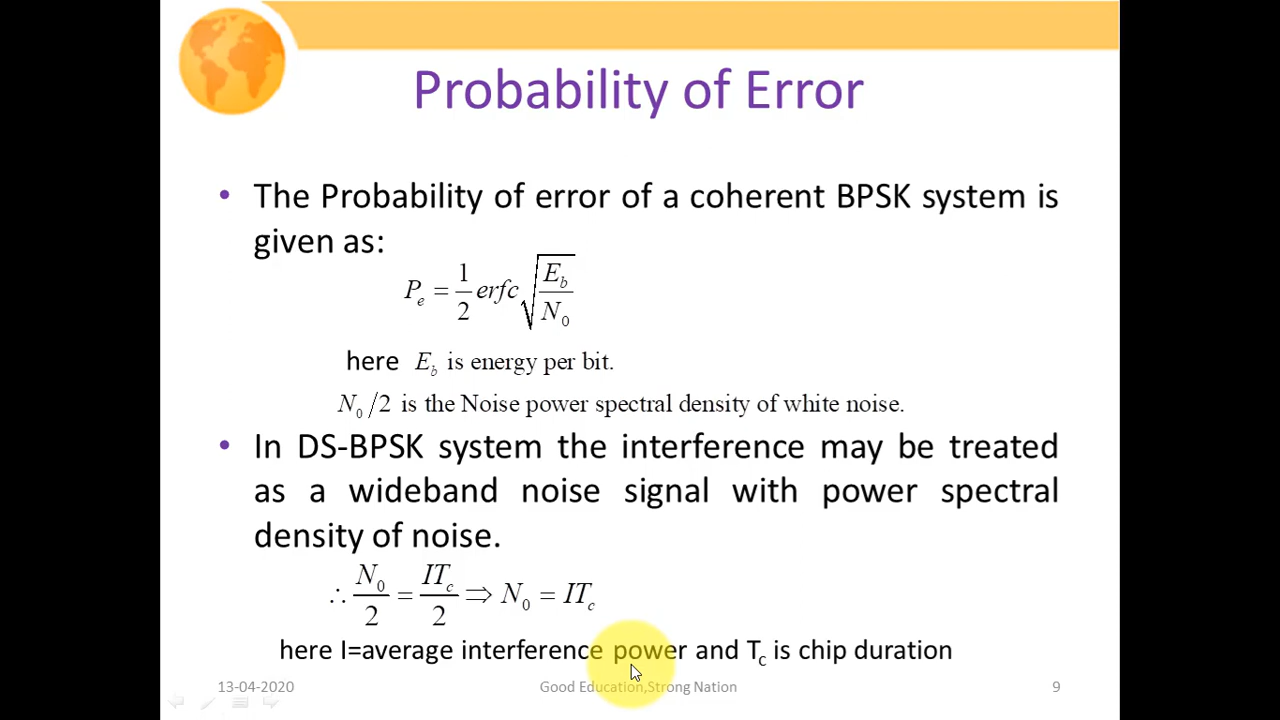 Probability of Error
• The Probability of error of a coherent BPSK system is
given as:
P_e = 1/2 erfc √(E_b/N_0)
here E_b is energy per bit.
N_0/2 is the Noise power spectral density of white noise.
• In DS-BPSK system the interference may be treated
as a wideband noise signal with power spectral
density of noise.
∴ N_0/2 = IT_c/2 ⇒ N_0 = IT_c
here I=average interference power and T_c is chip duration
13-04-2020 Good Education,Strong Nation 9